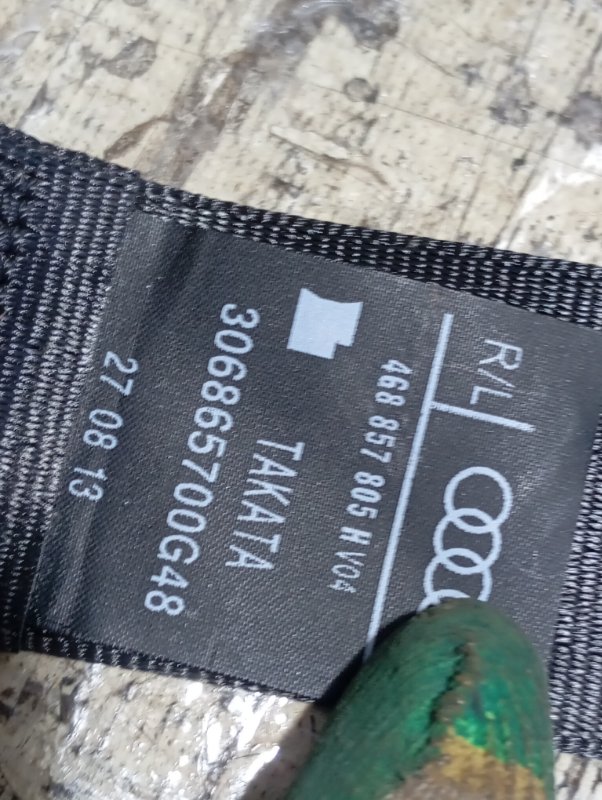 R/L
468 857 805 H V04
TAKATA
306865700G48
27 08 13